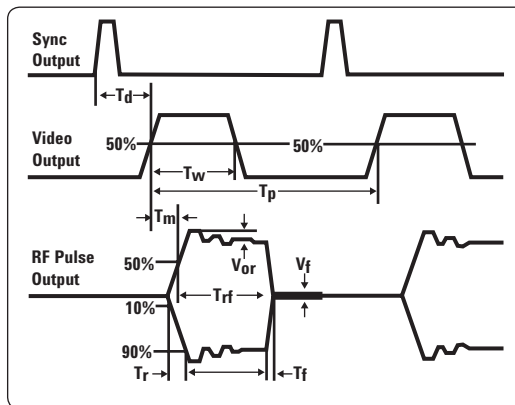 Sync
Output
Td
Video
Output
50%
50%
Tw
Tp
Tm
RF Pulse
Output
50%
Vor
Vf
Trf
10%
90%
Tr
Tf